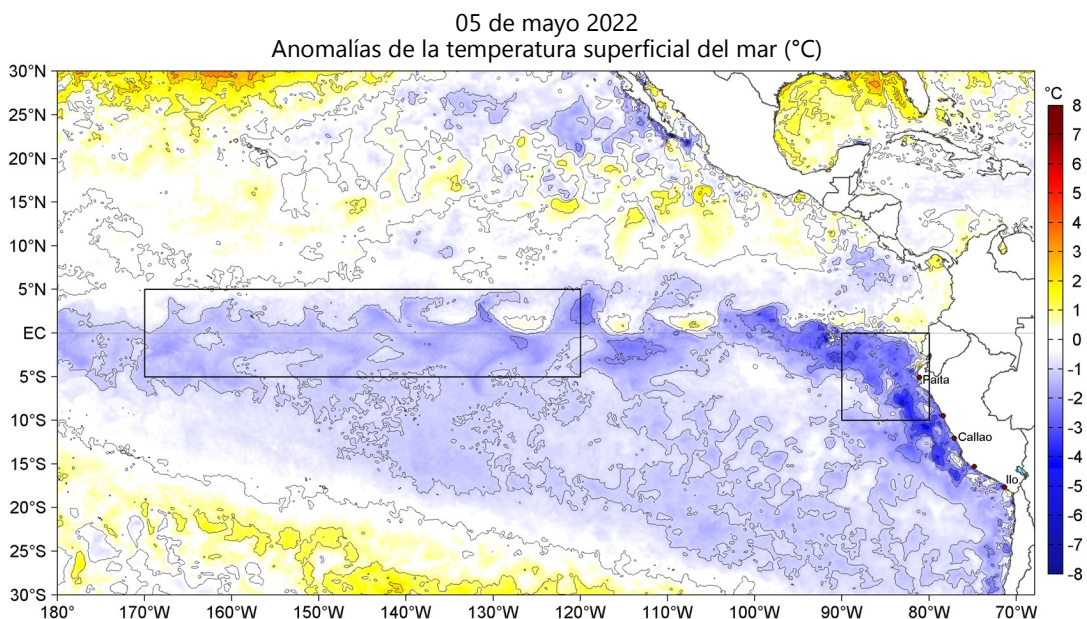 05 de mayo 2022
Anomalías de la temperatura superficial del mar (°C)
30°N
25°N
20°N
15°N
10°N
5°N
EC
5°S
10°S
15°S
20°S
25°S
30°S
180
170°W
160°W
150°W
140°W
130°W
120°W
110°W
100°W
90°W
80°W
70°W
Paita
Callao
Ilo
°C
8
7
6
5
4
3
2
1
0
-1
-2
-3
-4
-5
-6
-7
-8